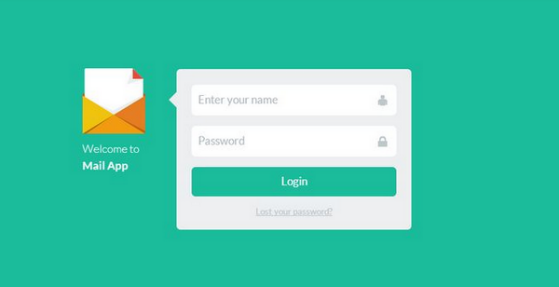 Welcome to
Mail App
Enter your name
Password
Login
Lost your password?